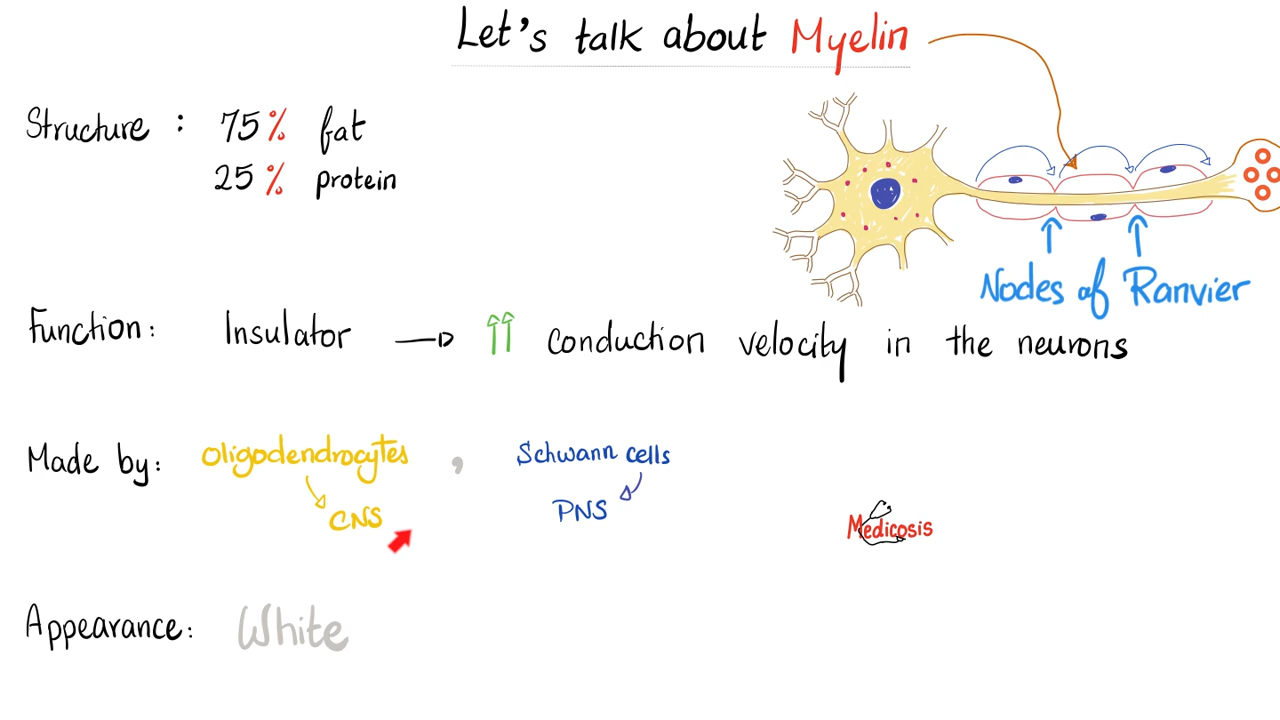 Let's talk about Myelin
Structure : 75% fat
25% protein
Nodes of Ranvier
Function: Insulator → ⇑⇑ conduction velocity in the neurons
Made by: Oligodendrocytes , Schwann cells
CNS PNS
Medicosis
Appearance: White